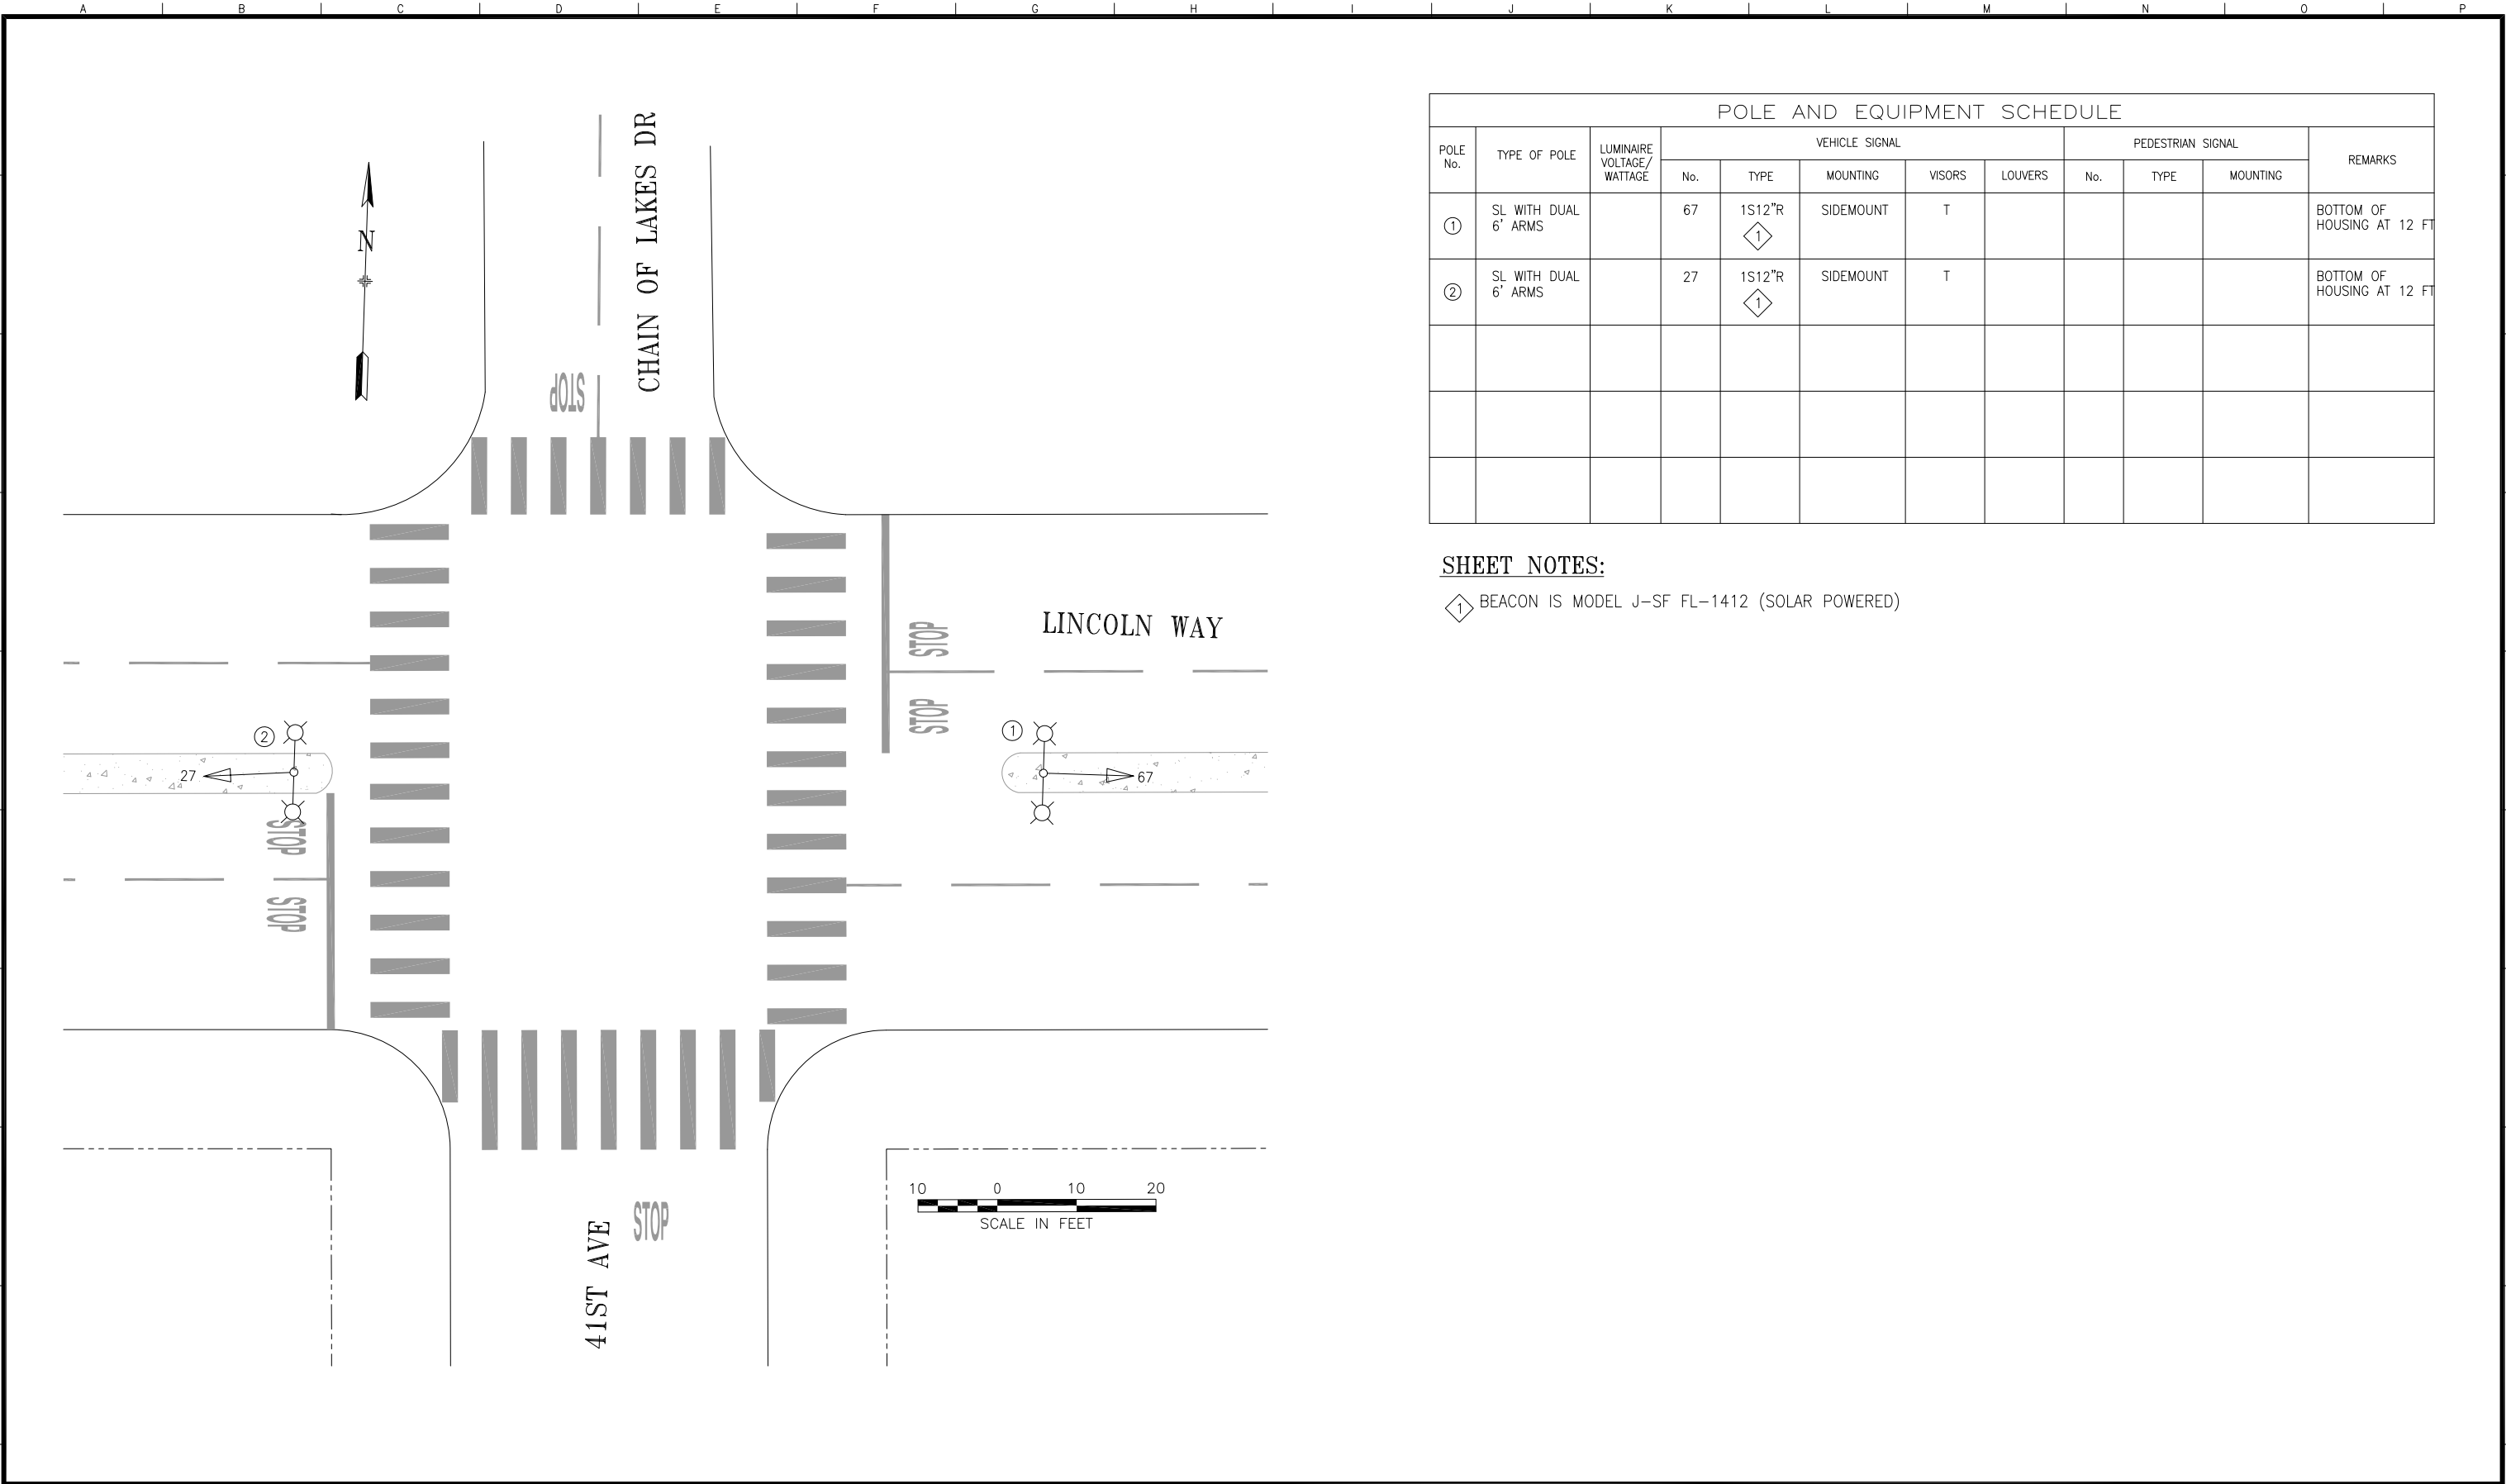 A B C D E F G H I J K L M N O P
CHAIN OF LAKES DR
N
STOP
LINCOLN WAY
STOP
STOP
2
27
1
67
STOP
STOP
STOP
41ST AVE
10 0 10 20
SCALE IN FEET
POLE AND EQUIPMENT SCHEDULE
POLE No. TYPE OF POLE LUMINAIRE VOLTAGE/ WATTAGE VEHICLE SIGNAL PEDESTRIAN SIGNAL REMARKS
No. TYPE MOUNTING VISORS LOUVERS No. TYPE MOUNTING
1 SL WITH DUAL 67 1S12"R SIDEMOUNT T BOTTOM OF
6' ARMS 1 HOUSING AT 12 FT
2 SL WITH DUAL 27 1S12"R SIDEMOUNT T BOTTOM OF
6' ARMS 1 HOUSING AT 12 FT
SHEET NOTES:
1 BEACON IS MODEL J-SF FL-1412 (SOLAR POWERED)